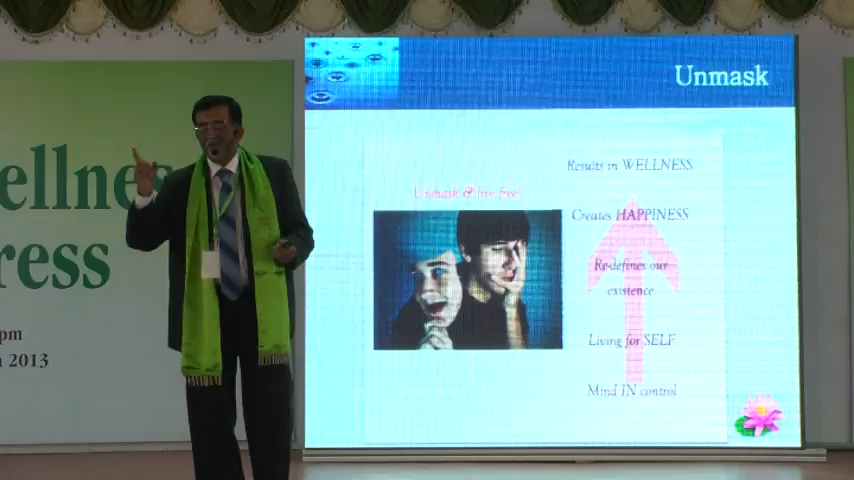 ellne
ress
pm
2013
Unmask
Unmask & live free!
Results in WELLNESS
Creates HAPPINESS
Re-defines our
existence
Living for SELF
Mind IN control